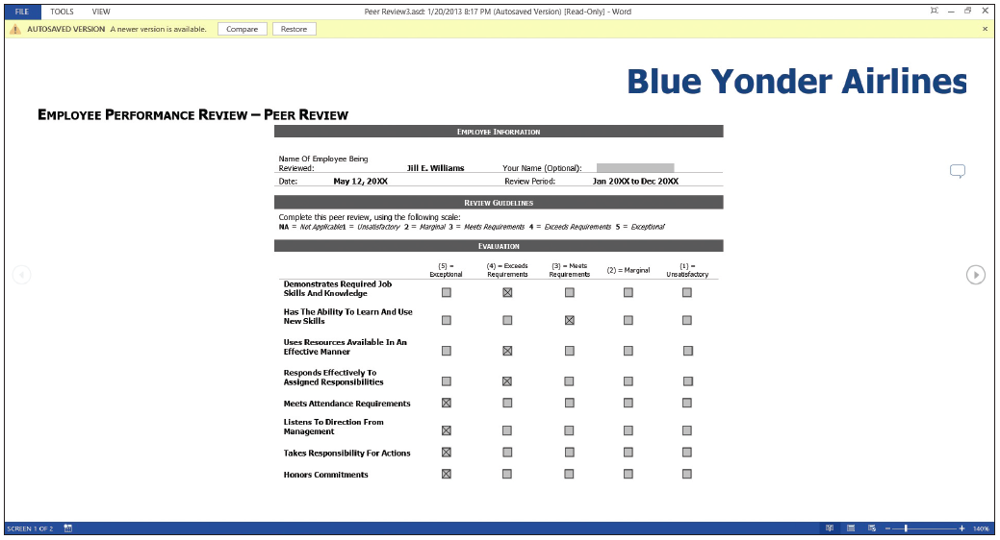 FILE TOOLS VIEW Peer Review3.asd: 1/20/2013 8:17 PM (Autosaved Version) [Read-Only] - Word
AUTOSAVED VERSION A newer version is available. Compare Restore
Blue Yonder Airlines
EMPLOYEE PERFORMANCE REVIEW – PEER REVIEW
EMPLOYEE INFORMATION
Name Of Employee Being
Reviewed: Jill E. Williams Your Name (Optional):
Date: May 12, 20XX Review Period: Jan 20XX to Dec 20XX
REVIEW GUIDELINES
Complete this peer review, using the following scale:
NA = Not Applicable1 = Unsatisfactory 2 = Marginal 3 = Meets Requirements 4 = Exceeds Requirements 5 = Exceptional
EVALUATION
(5) = (4) = Exceeds (3) = Meets (2) = Marginal (1) =
Exceptional Requirements Requirements Unsatisfactory
Demonstrates Required Job
Skills And Knowledge
Has The Ability To Learn And Use
New Skills
Uses Resources Available In An
Effective Manner
Responds Effectively To
Assigned Responsibilities
Meets Attendance Requirements
Listens To Direction From
Management
Takes Responsibility For Actions
Honors Commitments
SCREEN 1 OF 2 140%